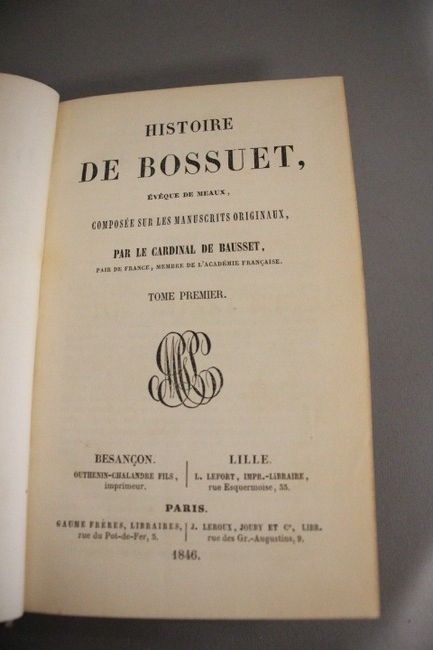 HISTOIRE
DE BOSSUET,
ÉVÊQUE DE MEAUX,
COMPOSÉE SUR LES MANUSCRITS ORIGINAUX,
PAR LE CARDINAL DE BAUSSET,
PAIR DE FRANCE, MEMBRE DE L'ACADÉMIE FRANÇAISE.
TOME PREMIER.
BESANÇON.
OUTHENIN-CHALANDRE FILS,
imprimeur.
LILLE.
L. LEFORT, IMPR.-LIBRAIRE,
rue Esquermoise, 55.
PARIS.
GAUME FRÈRES, LIBRAIRES,
rue du Pot-de-Fer, 5.
J. LEROUX, JOUBY ET Cᵉ, LIBR.
rue des Gr.-Augustins, 9.
1846.